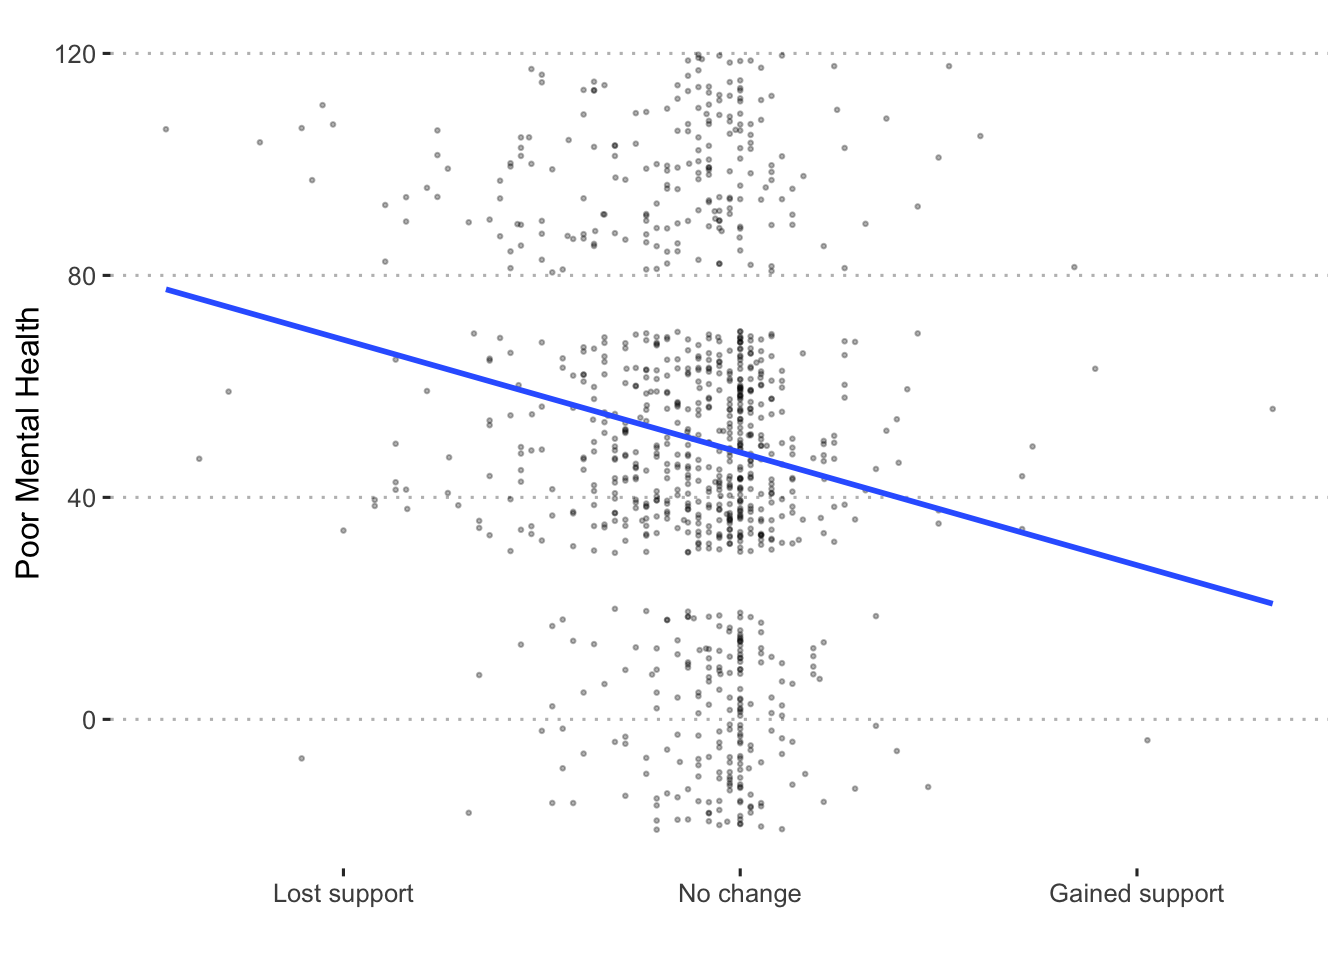 Poor Mental Health
120
80
40
0
Lost support
No change
Gained support